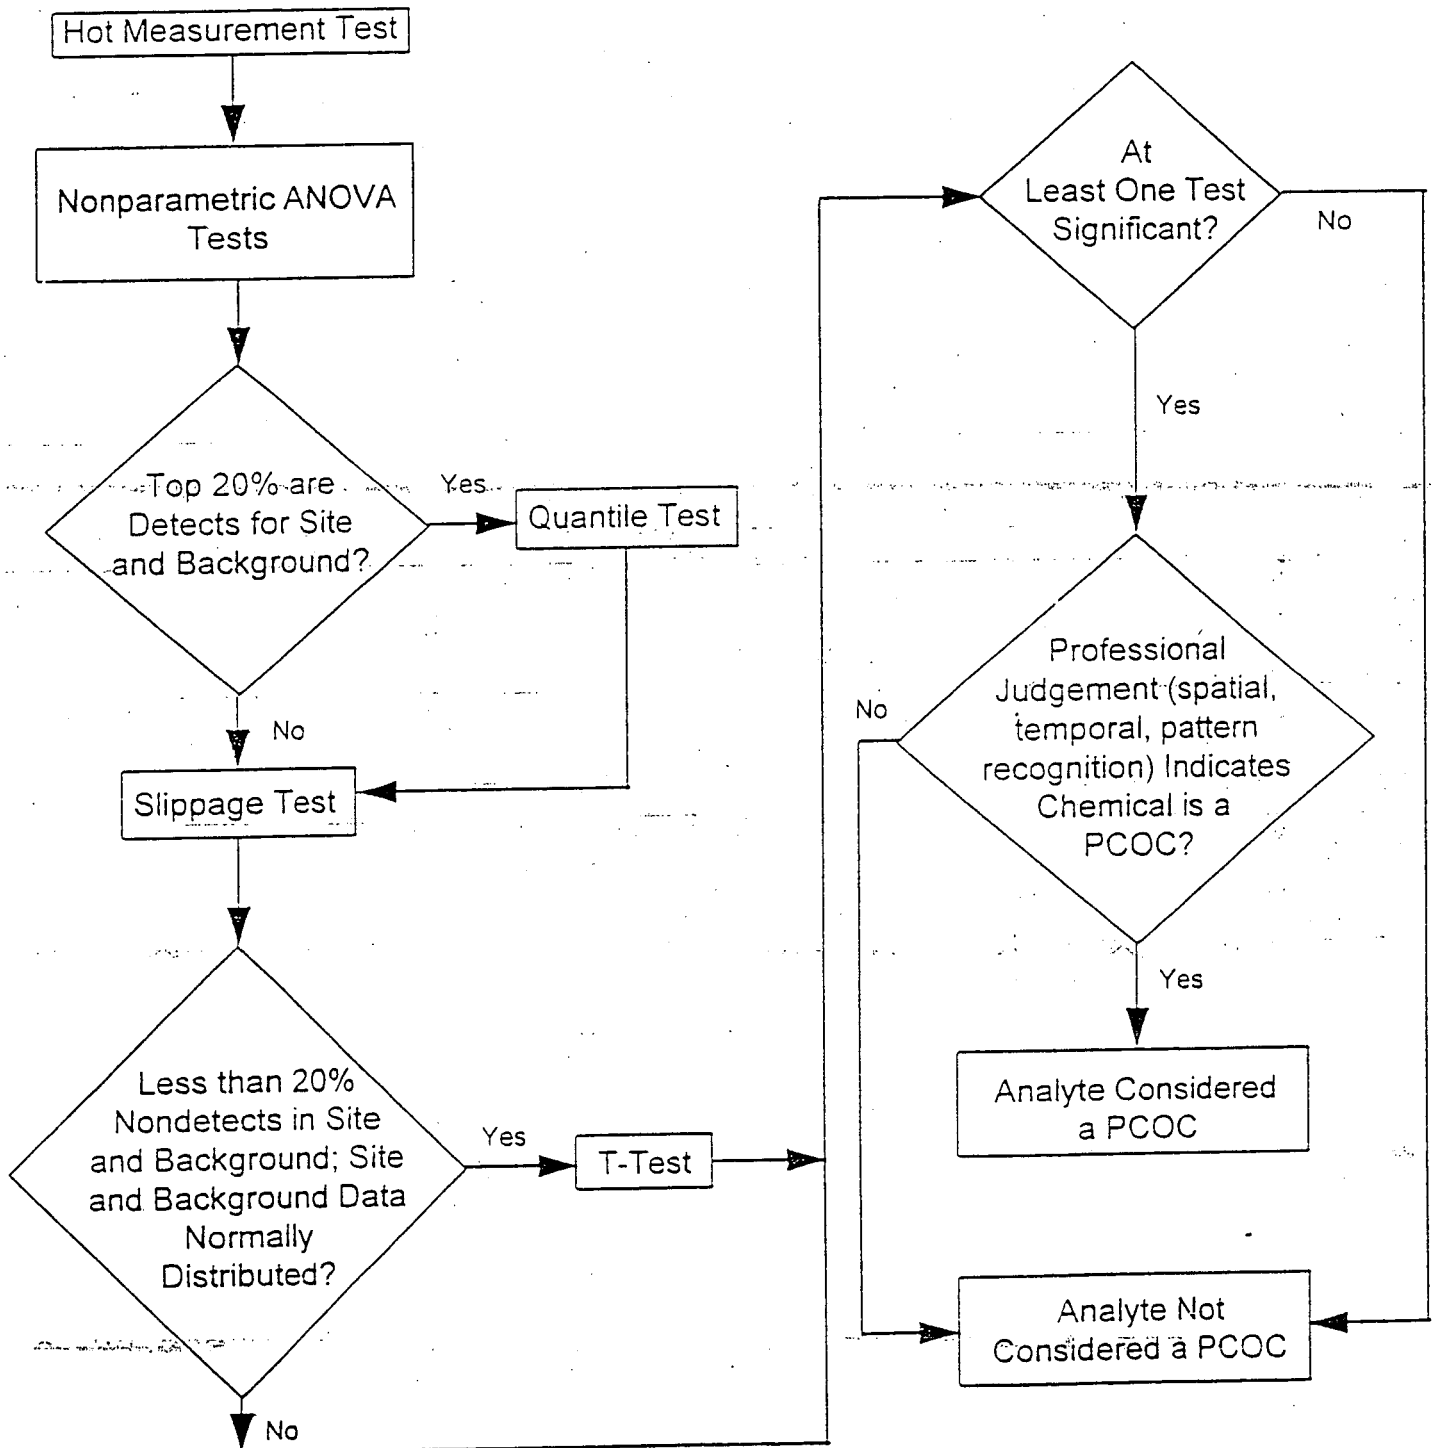 Hot Measurement Test
Nonparametric ANOVA
Tests
Top 20% are
Detects for Site
and Background?
Yes
Quantile Test
No
Slippage Test
Less than 20%
Nondetects in Site
and Background; Site
and Background Data
Normally
Distributed?
Yes
T-Test
No
At
Least One Test
Significant?
No
Yes
Professional
Judgement (spatial,
temporal, pattern
recognition) Indicates
Chemical is a
PCOC?
No
Yes
Analyte Considered
a PCOC
Analyte Not
Considered a PCOC